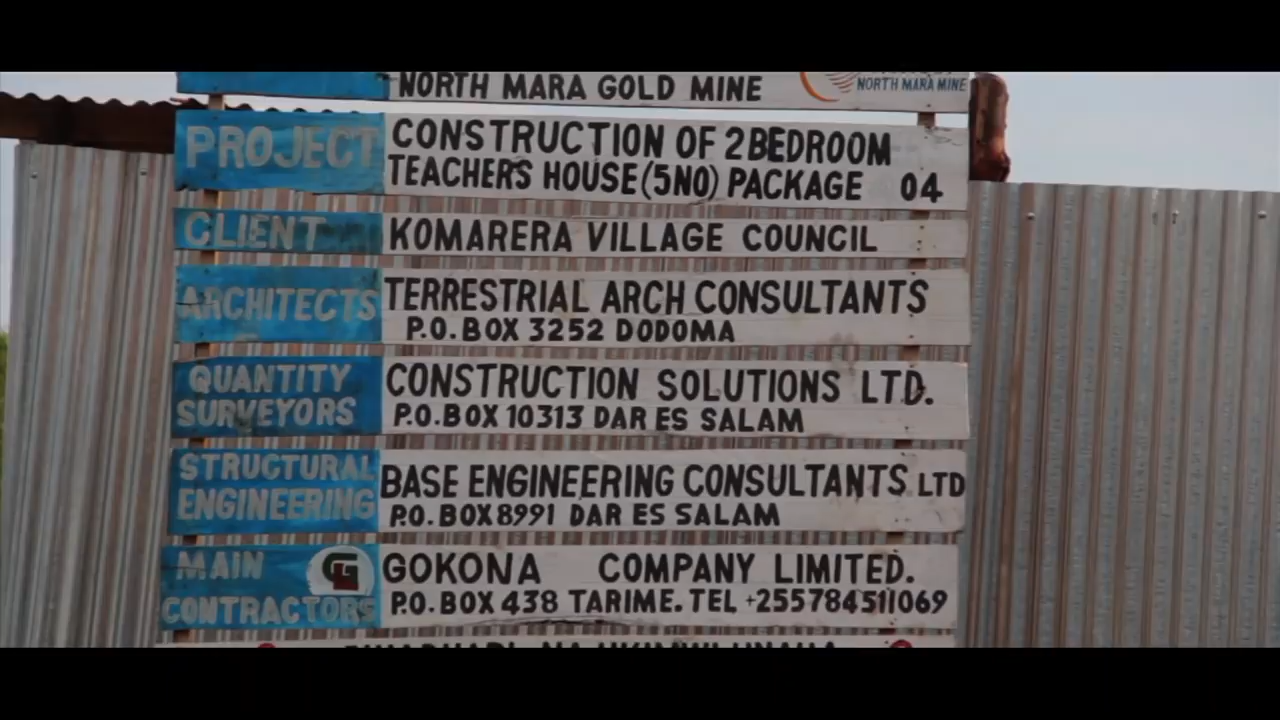 NORTH MARA GOLD MINE
NORTH MARA MINE
PROJECT
CONSTRUCTION OF 2BEDROOM
TEACHERS HOUSE (5NO) PACKAGE 04
CLIENT
KOMARERA VILLAGE COUNCIL
ARCHITECTS
TERRESTRIAL ARCH CONSULTANTS
P.O. BOX 3252 DODOMA
QUANTITY
SURVEYORS
CONSTRUCTION SOLUTIONS LTD.
P.O. BOX 10313 DAR ES SALAM
STRUCTURAL
ENGINEERING
BASE ENGINEERING CONSULTANTS LTD
P.O. BOX 8991 DAR ES SALAM
MAIN
CONTRACTORS
GOKONA COMPANY LIMITED.
P.O. BOX 438 TARIME. TEL +255784511069